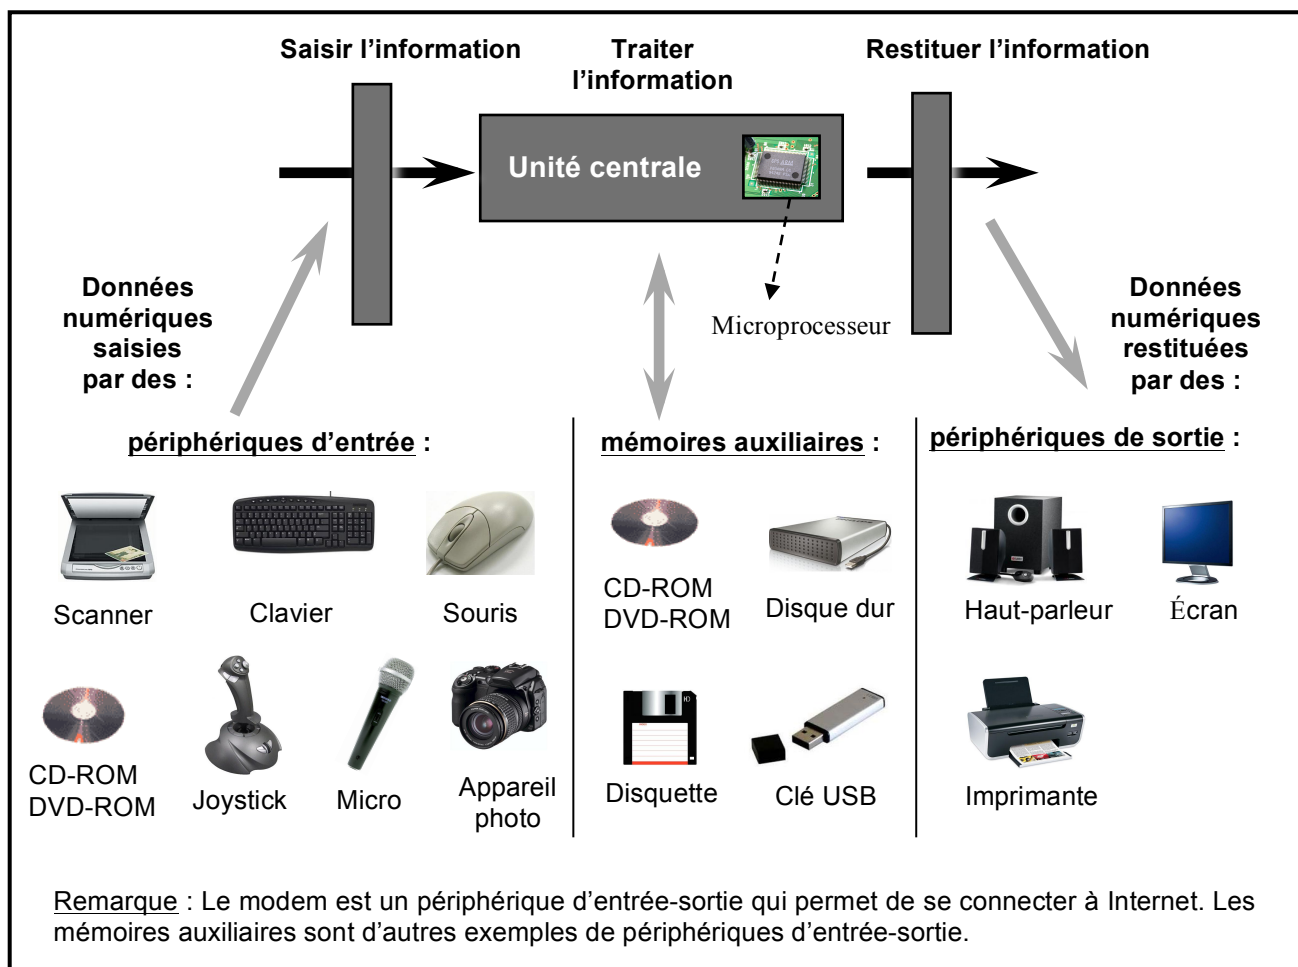 Saisir l'information
Traiter
l'information
Restituer l'information
Unité centrale
Microprocesseur
Données
numériques
saisies
par des :
Données
numériques
restituées
par des :
périphériques d'entrée :
mémoires auxiliaires :
périphériques de sortie :
Scanner
Clavier
Souris
CD-ROM
DVD-ROM
Joystick
Micro
Appareil
photo
CD-ROM
DVD-ROM
Disque dur
Disquette
Clé USB
Haut-parleur
Écran
Imprimante
Remarque : Le modem est un périphérique d'entrée-sortie qui permet de se connecter à Internet. Les
mémoires auxiliaires sont d'autres exemples de périphériques d'entrée-sortie.